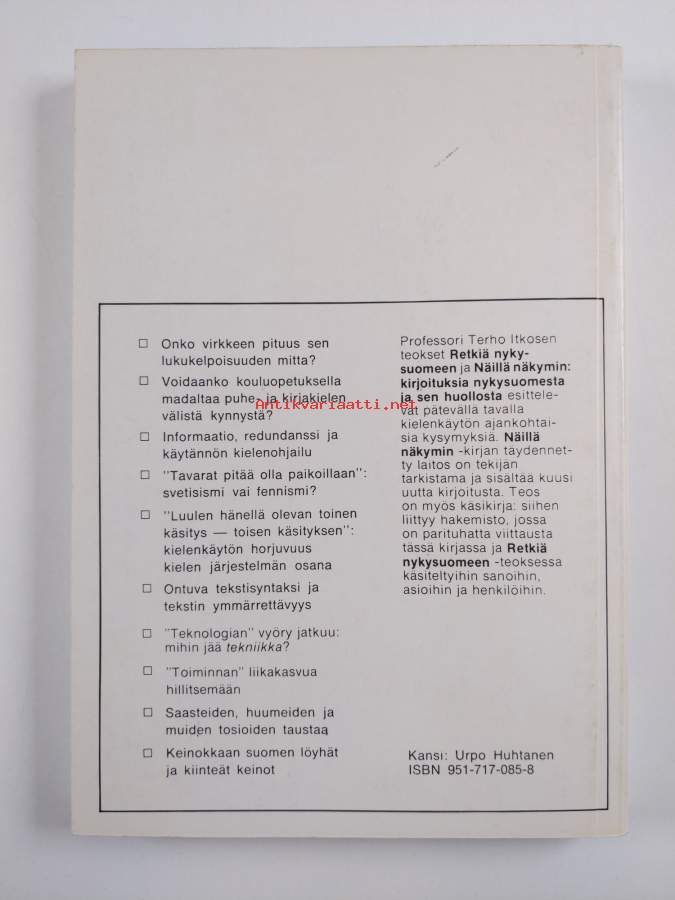 Onko virkkeen pituus sen
lukukelpoisuuden mitta?
Voidaanko kouluopetuksella
madaltaa puhe- ja kirjakielen
välistä kynnystä?
Informaatio, redundanssi ja
käytännön kielenohjailu
"Tavarat pitää olla paikoillaan":
svetisismi vai fennismi?
"Luulen hänellä olevan toinen
käsitys — toisen käsityksen":
kielenkäytön horjuvuus
kielen järjestelmän osana
Ontuva tekstisyntaksi ja
tekstin ymmärrettävyys
"Teknologian" vyöry jatkuu:
mihin jää tekniikka?
"Toiminnan" liikakasvua
hillitsemään
Saasteiden, huumeiden ja
muiden tosioiden taustaa
Keinokkaan suomen löyhät
ja kiinteät keinot
Professori Terho Itkosen
teokset Retkiä nyky-
suomeen ja Näillä näkymin:
kirjoituksia nykysuomesta
ja sen huollosta esittele-
vät pätevällä tavalla
kielenkäytön ajankohtai-
sia kysymyksiä. Näillä
näkymin -kirjan täydennet-
ty laitos on tekijän
tarkistama ja sisältää kuusi
uutta kirjoitusta. Teos
on myös käsikirja: siihen
liittyy hakemisto, jossa
on parituhatta viittausta
tässä kirjassa ja Retkiä
nykysuomeen -teoksessa
käsiteltyihin sanoihin,
asioihin ja henkilöihin.
Kansi: Urpo Huhtanen
ISBN 951-717-085-8
Antikvariaatti.net